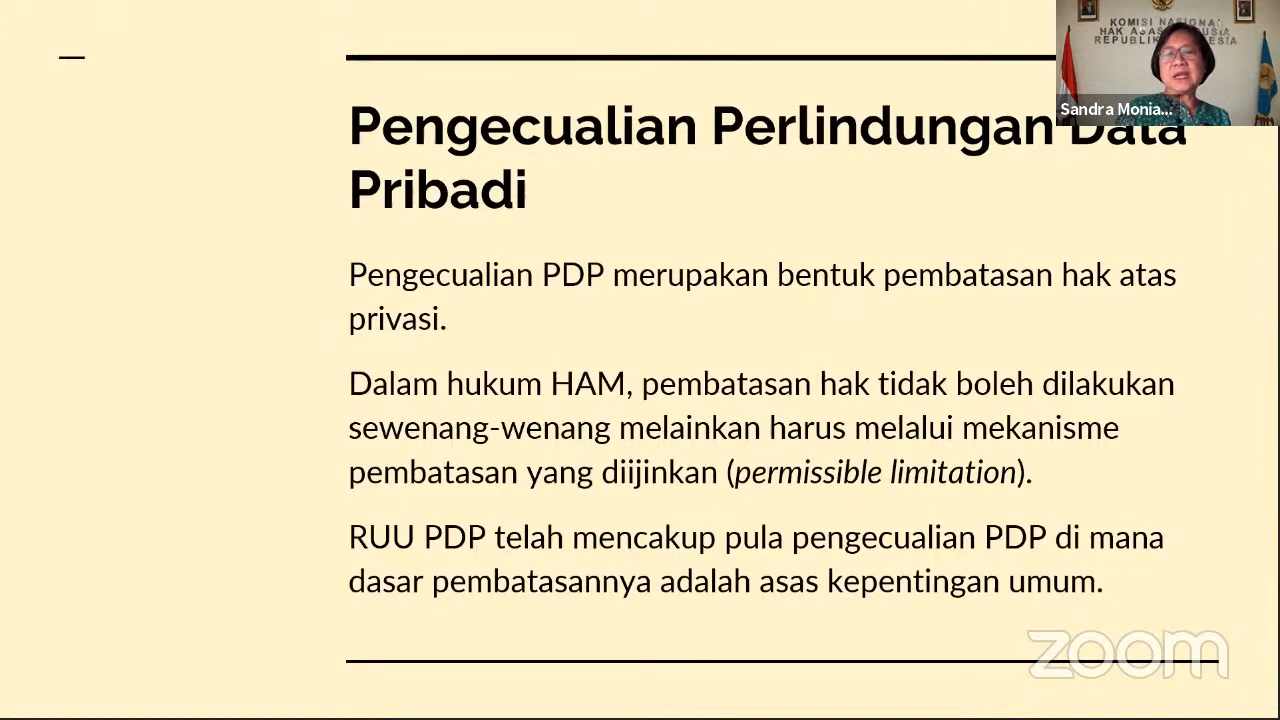 KOMISI NASIONAL
HAK ASASI
REPUBLIK
Sandra Monia...
Pengecualian Perlindungan Data
Pribadi
Pengecualian PDP merupakan bentuk pembatasan hak atas
privasi.
Dalam hukum HAM, pembatasan hak tidak boleh dilakukan
sewenang-wenang melainkan harus melalui mekanisme
pembatasan yang diijinkan (permissible limitation).
RUU PDP telah mencakup pula pengecualian PDP di mana
dasar pembatasannya adalah asas kepentingan umum.
zoom